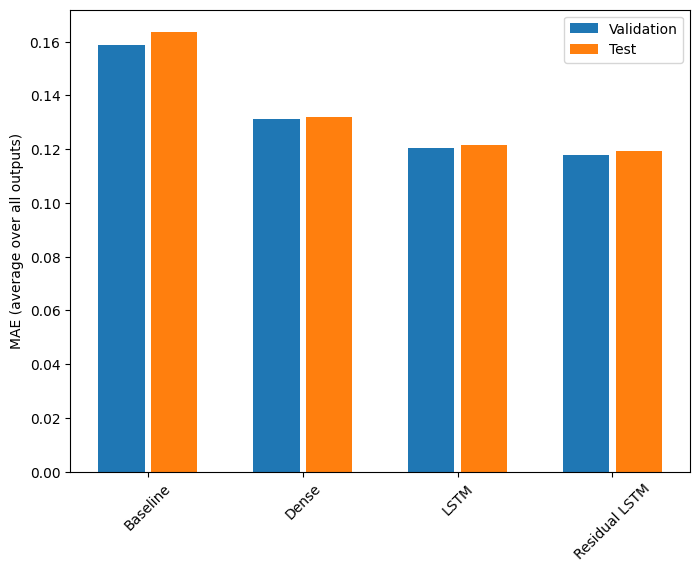 MAE (average over all outputs)
0.16
0.14
0.12
0.10
0.08
0.06
0.04
0.02
0.00
Validation
Test
Baseline
Dense
LSTM
Residual LSTM